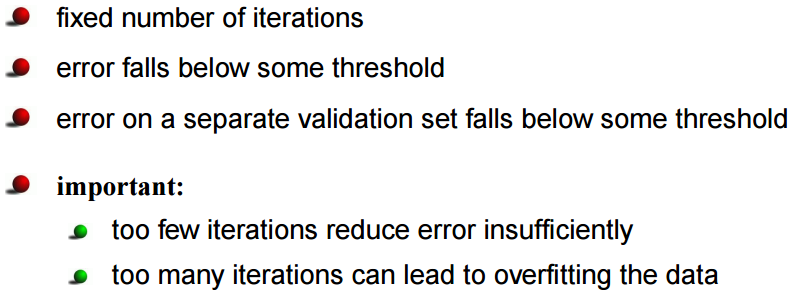 fixed number of iterations
error falls below some threshold
error on a separate validation set falls below some threshold
important:
too few iterations reduce error insufficiently
too many iterations can lead to overfitting the data